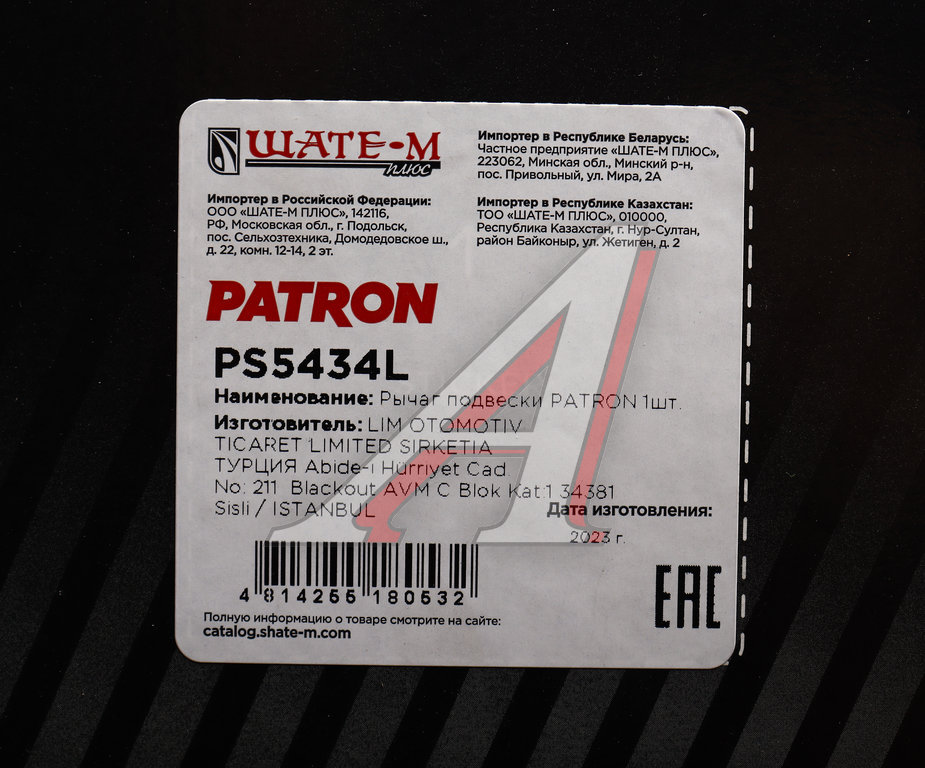 ШАТЕ-М
плюс
Импортер в Российской Федерации:
ООО «ШАТЕ-М ПЛЮС», 142116,
РФ, Московская обл., г. Подольск,
пос. Сельхозтехника, Домодедовское ш.,
д. 22, комн. 12-14, 2 эт.
Импортер в Республике Беларусь:
Частное предприятие «ШАТЕ-М ПЛЮС»,
223062, Минская обл., Минский р-н,
пос. Привольный, ул. Мира, 2А
Импортер в Республике Казахстан:
ТОО «ШАТЕ-М ПЛЮС», 010000,
Республика Казахстан, г. Нур-Султан,
район Байконыр, ул. Жетиген, д. 2
PATRON
PS5434L
Наименование: Рычаг подвески PATRON 1шт.
Изготовитель: LIM OTOMOTIV
TICARET LIMITED SIRKETIA
ТУРЦИЯ Abide-i Hürriyet Cad
No: 211 Blackout AVM C Blok Kat:1 34381
Sisli / ISTANBUL
Дата изготовления:
2023 г.
4 814255 180532
EAC
Полную информацию о товаре смотрите на сайте:
catalog.shate-m.com